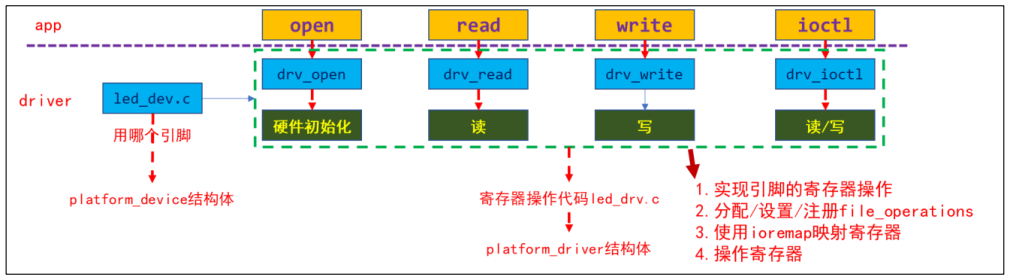 app
open
read
write
ioctl
drv_open
drv_read
drv_write
drv_ioctl
driver
led_dev.c
硬件初始化
读
写
读/写
用哪个引脚
platform_device结构体
寄存器操作代码led_drv.c
platform_driver结构体
1. 实现引脚的寄存器操作
2. 分配/设置/注册file_operations
3. 使用ioremap映射寄存器
4. 操作寄存器